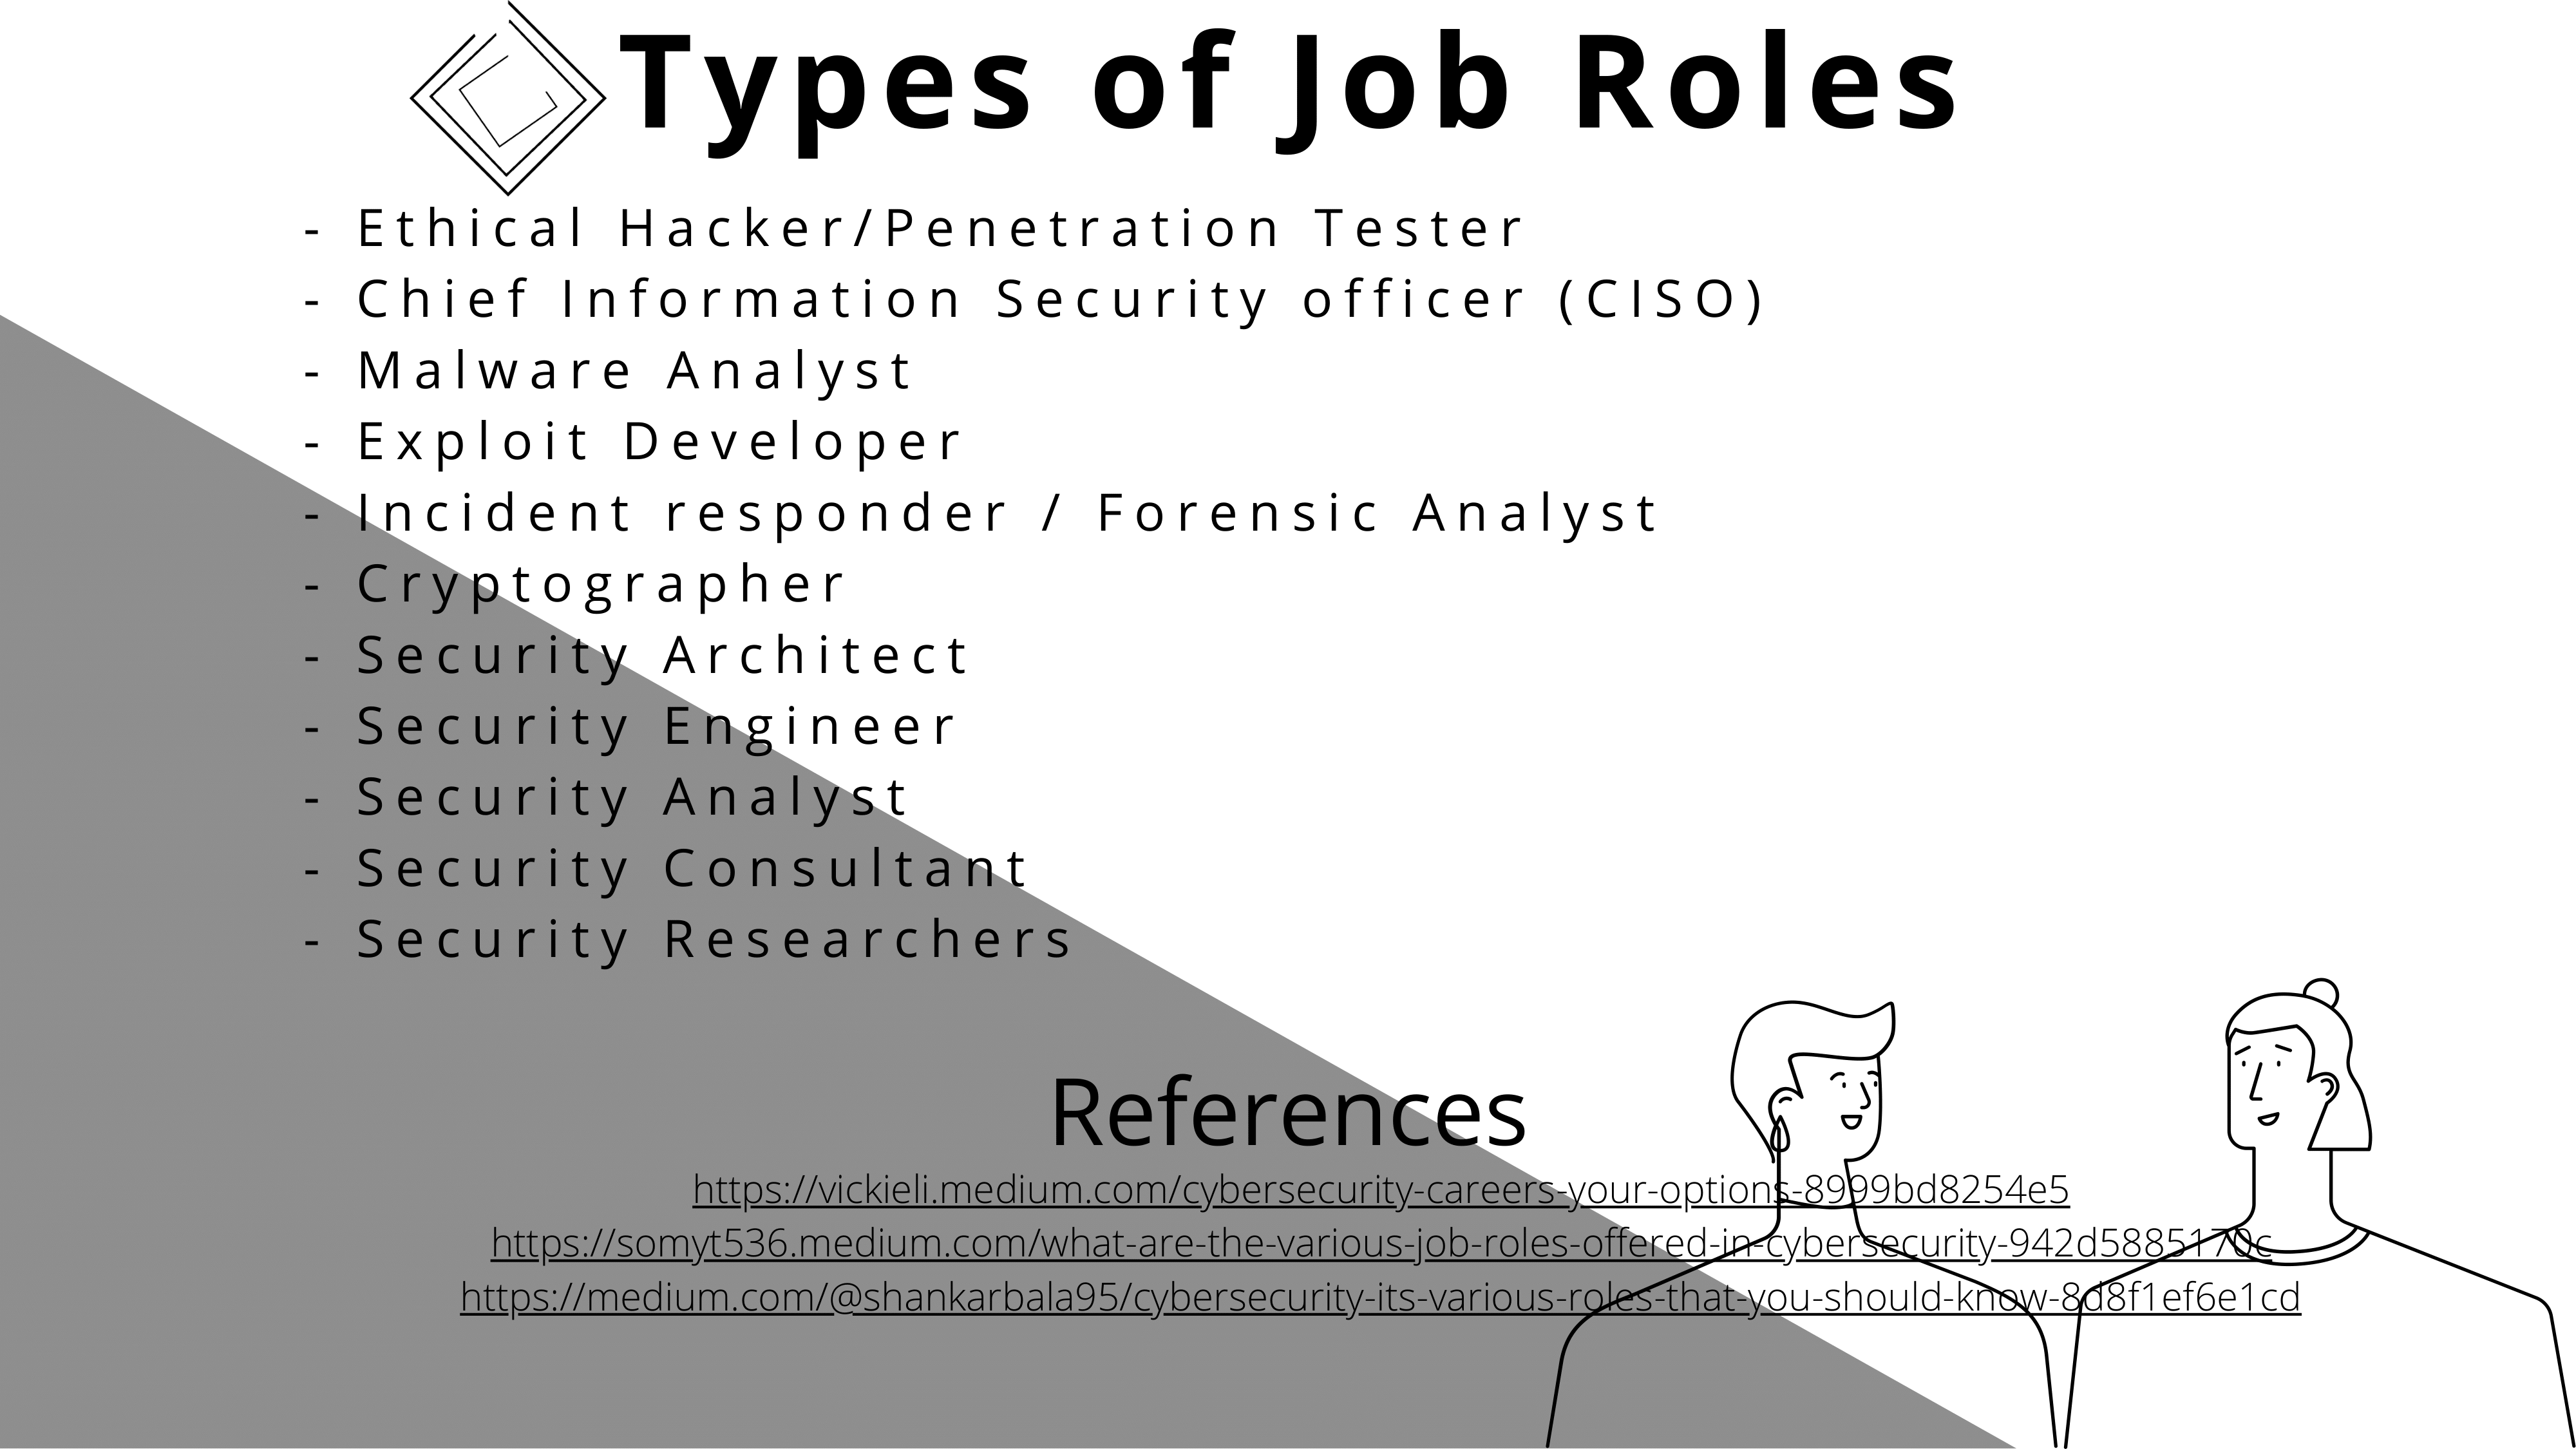 Types of Job Roles
- Ethical Hacker/Penetration Tester
- Chief Information Security officer (CISO)
- Malware Analyst
- Exploit Developer
- Incident responder / Forensic Analyst
- Cryptographer
- Security Architect
- Security Engineer
- Security Analyst
- Security Consultant
- Security Researchers
References
https://vickieli.medium.com/cybersecurity-careers-your-options-8999bd8254e5
https://somyt536.medium.com/what-are-the-various-job-roles-offered-in-cybersecurity-942d5885170c
https://medium.com/@shankarbala95/cybersecurity-its-various-roles-that-you-should-know-8d8f1ef6e1cd